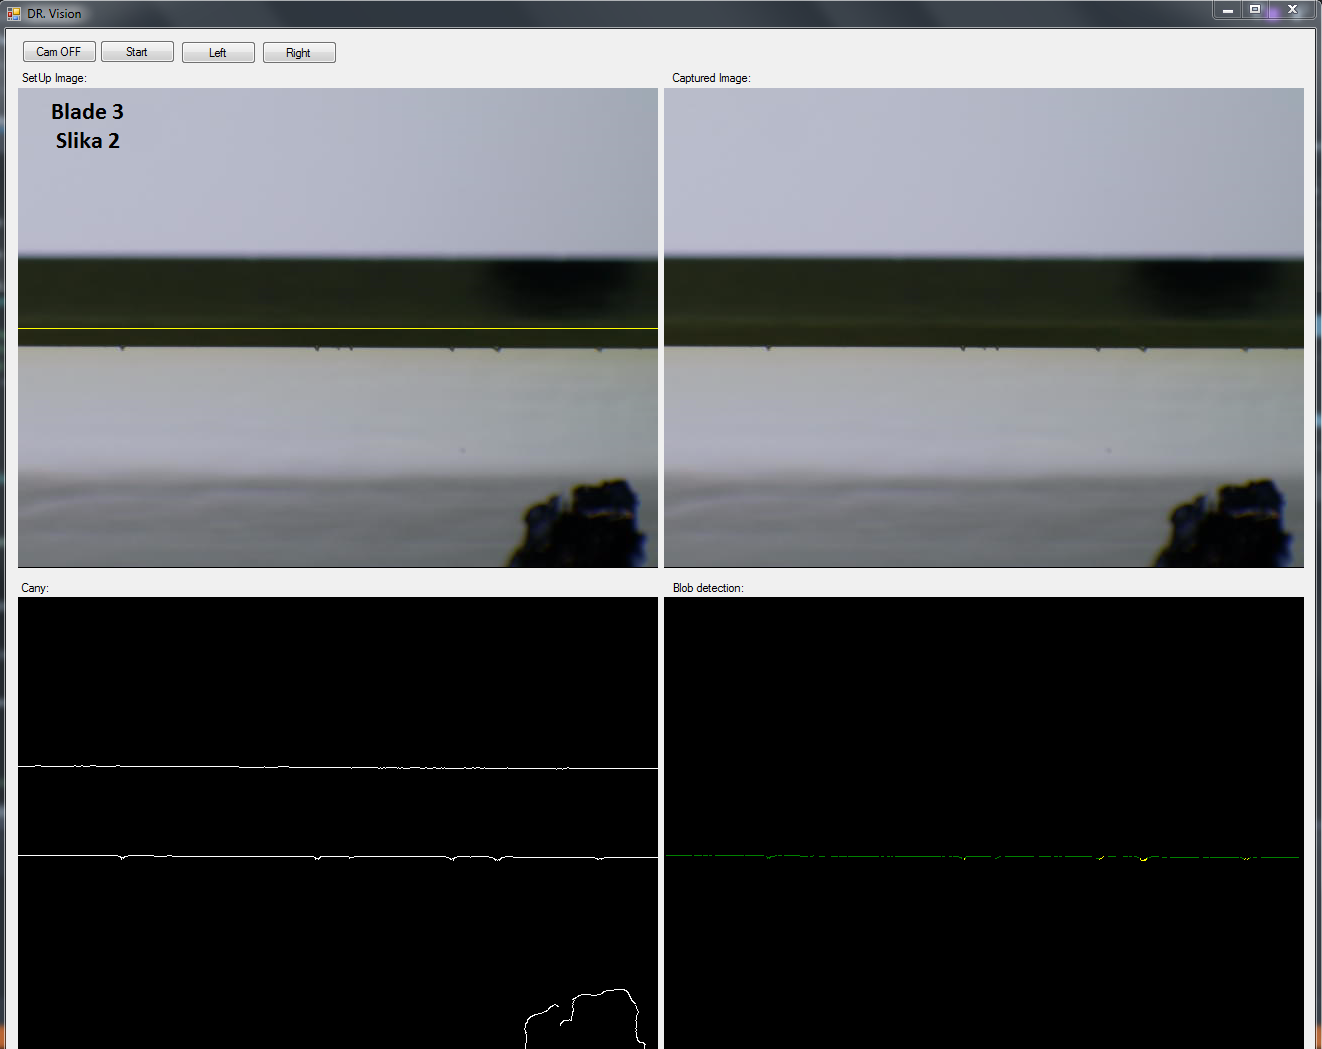 DR. Vision
Cam OFF
Start
Left
Right
SetUp Image:
Captured Image:
Blade 3
Slika 2
Cany:
Blob detection: